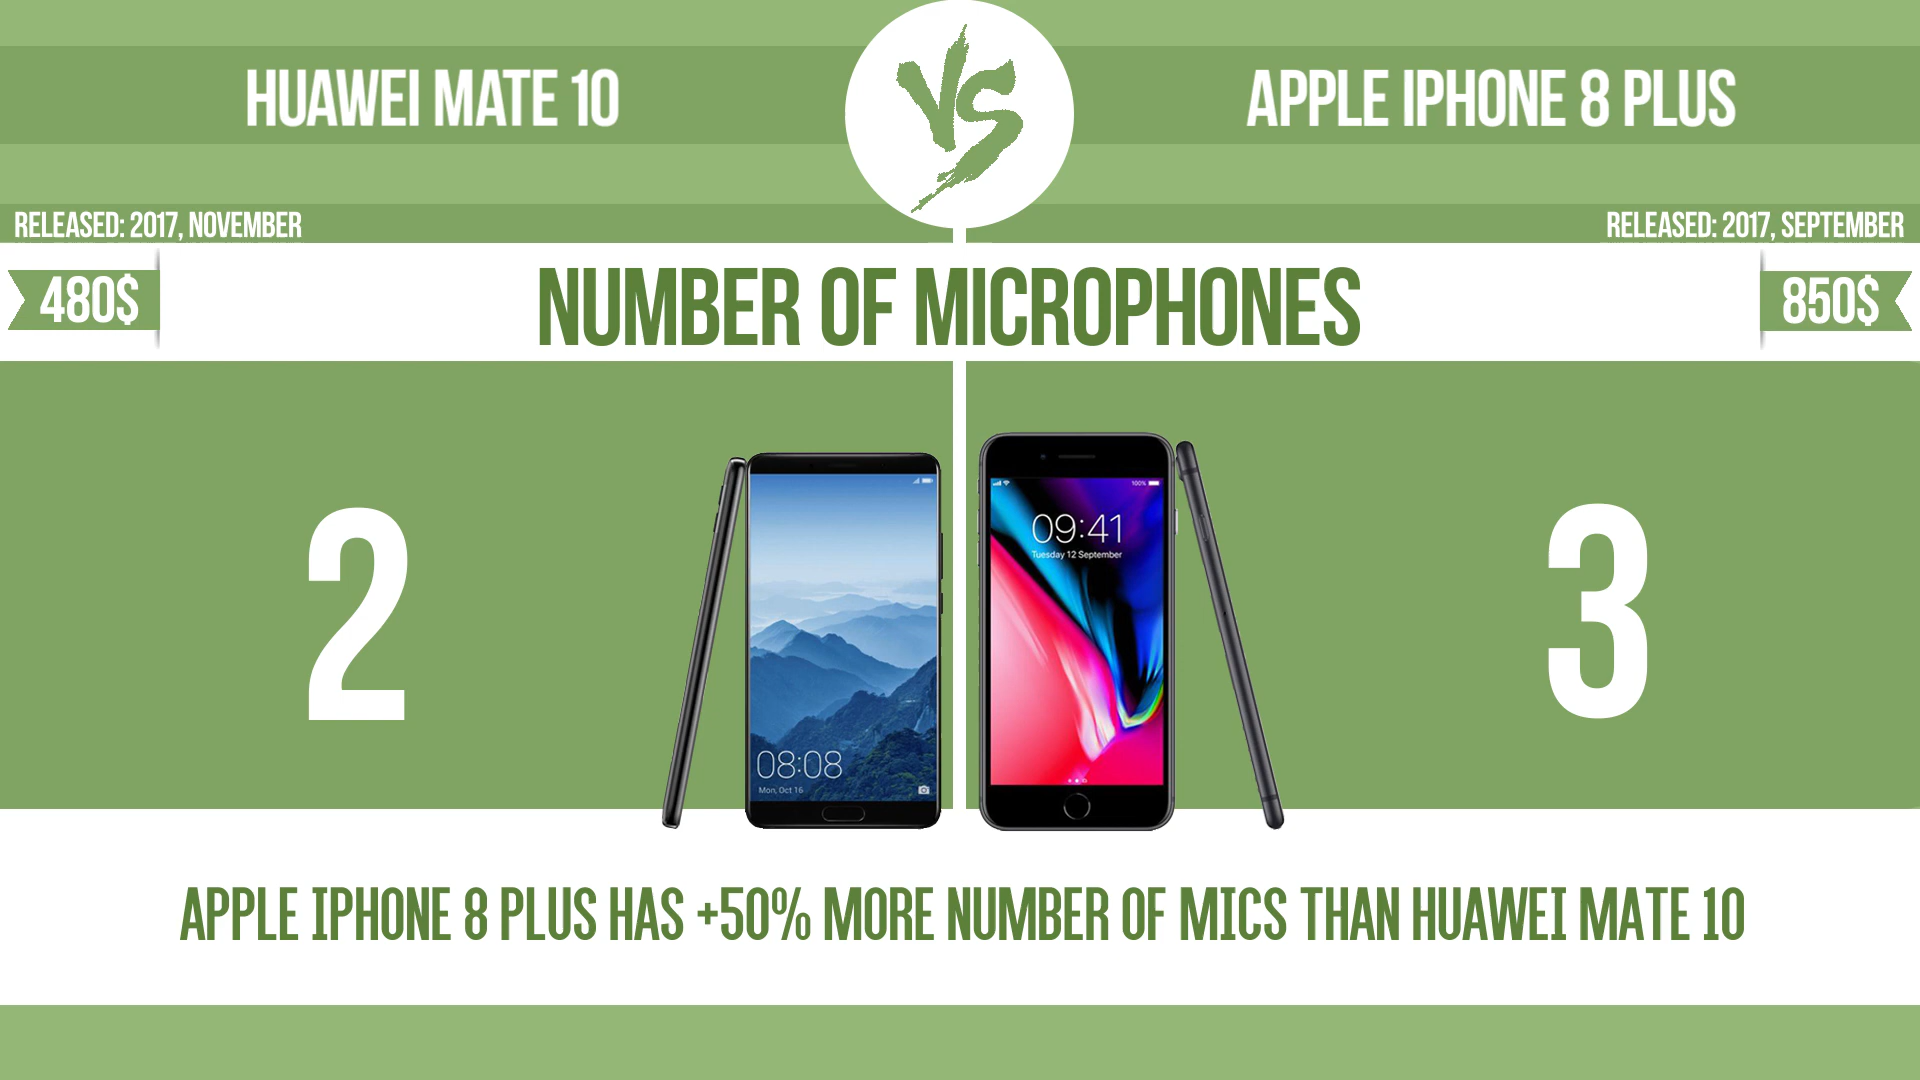 HUAWEI MATE 10
VS
APPLE IPHONE 8 PLUS
RELEASED: 2017, NOVEMBER
RELEASED: 2017, SEPTEMBER
480$
NUMBER OF MICROPHONES
850$
2
3
08:08
Mon, Oct 16
100%
09:41
Tuesday 12 September
APPLE IPHONE 8 PLUS HAS +50% MORE NUMBER OF MICS THAN HUAWEI MATE 10